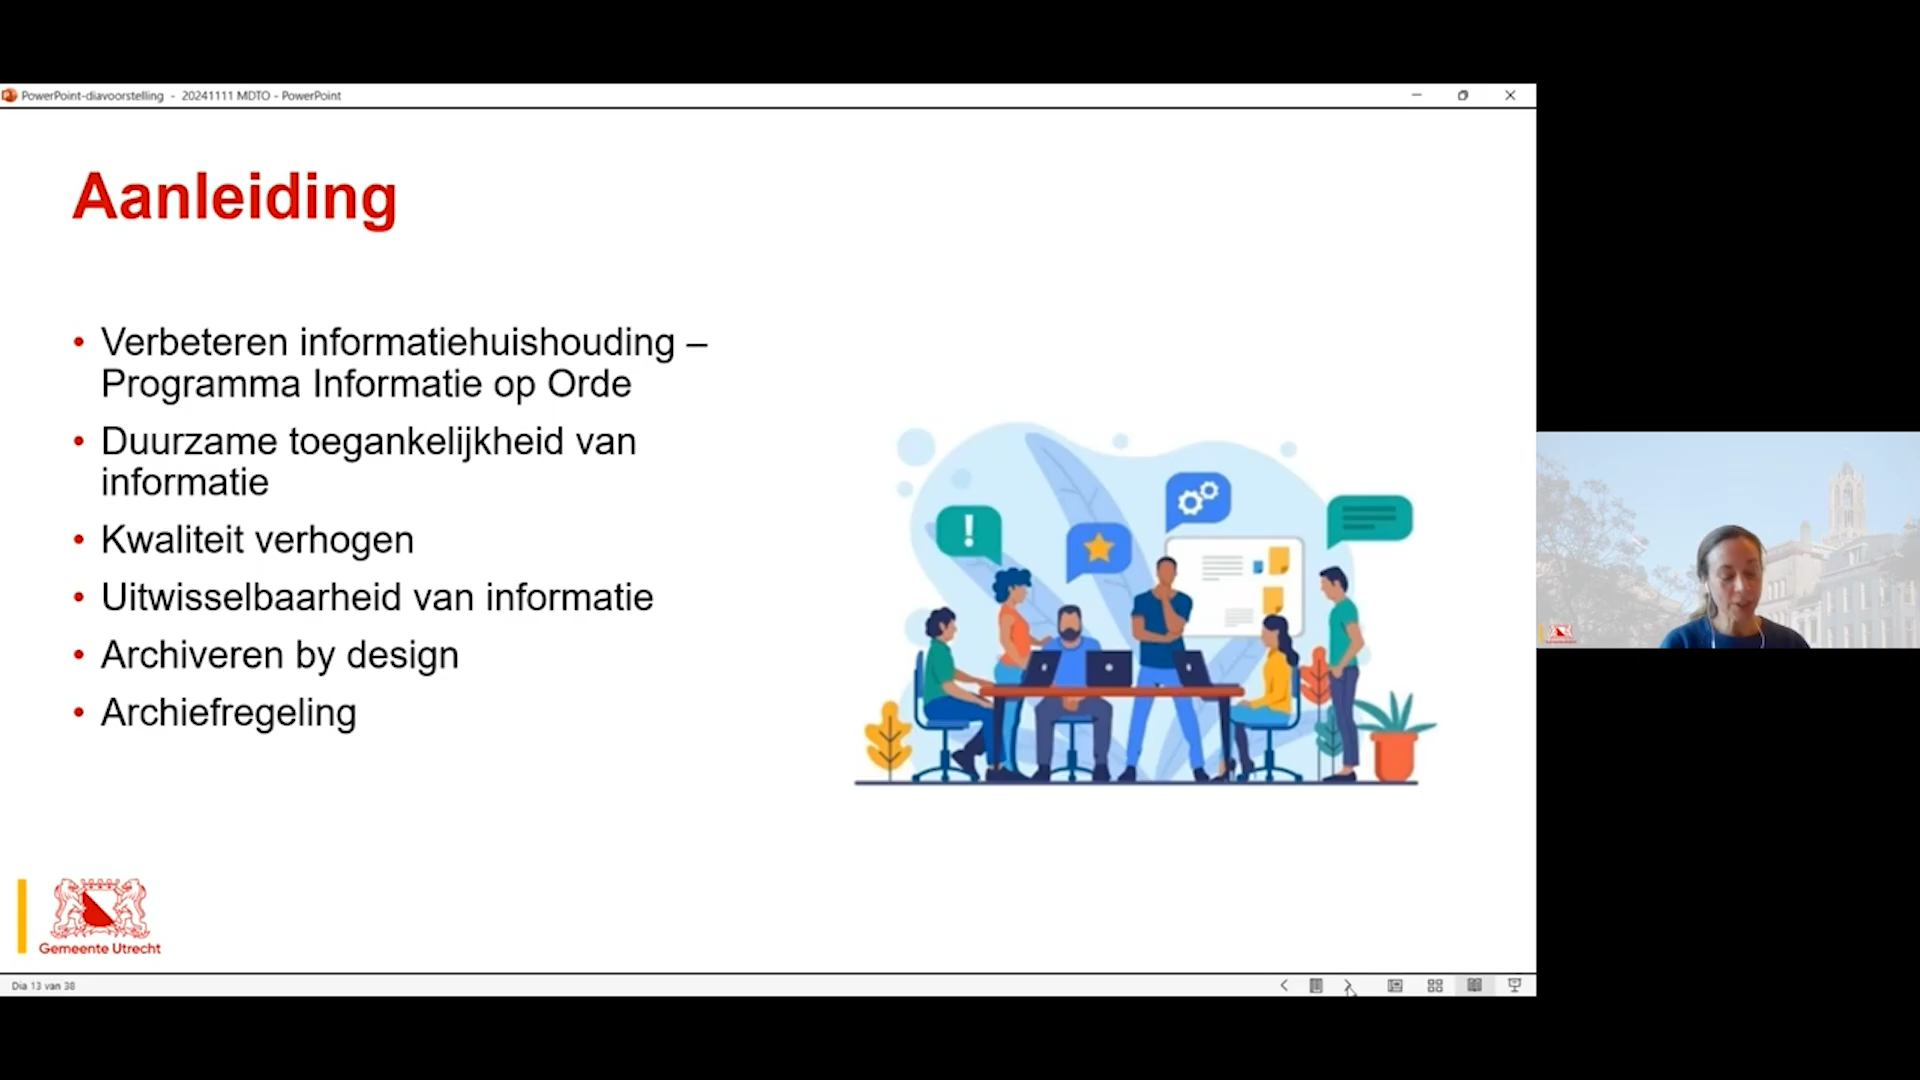 PowerPoint-diavoorstelling - 20241111 MDTO - PowerPoint
Aanleiding
• Verbeteren informatiehuishouding –
Programma Informatie op Orde
• Duurzame toegankelijkheid van
informatie
• Kwaliteit verhogen
• Uitwisselbaarheid van informatie
• Archiveren by design
• Archiefregeling
Gemeente Utrecht
Dia 13 van 38